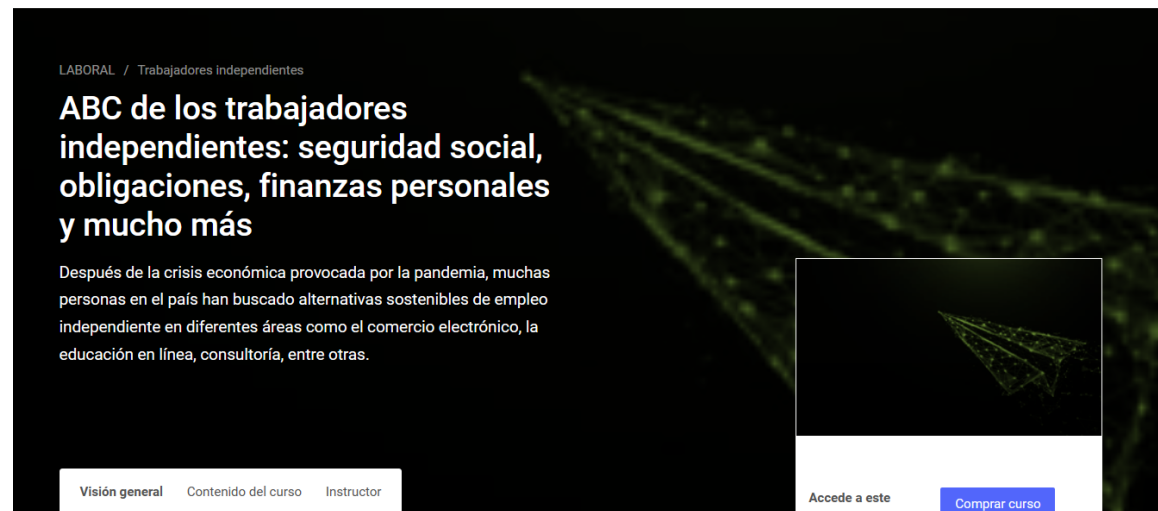 LABORAL / Trabajadores independientes
ABC de los trabajadores
independientes: seguridad social,
obligaciones, finanzas personales
y mucho más
Después de la crisis económica provocada por la pandemia, muchas
personas en el país han buscado alternativas sostenibles de empleo
independiente en diferentes áreas como el comercio electrónico, la
educación en línea, consultoría, entre otras.
Visión general Contenido del curso Instructor
Accede a este
Comprar curso